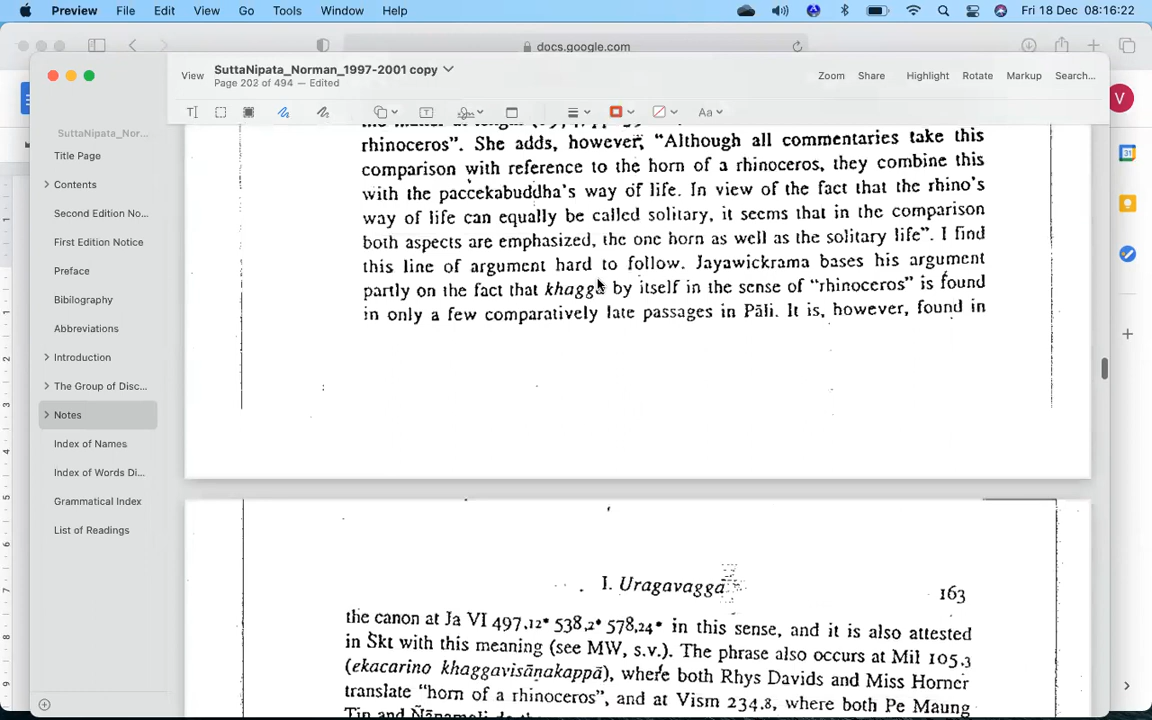 Preview File Edit View Go Tools Window Help Fri 18 Dec 08:16:22
docs.google.com
View SuttaNipata_Norman_1997-2001 copy Zoom Share Highlight Rotate Markup Search...
Page 202 of 494 — Edited
V
Aa
31
SuttaNipata_Nor...
Title Page
Contents
Second Edition No...
First Edition Notice
Preface
Bibliography
Abbreviations
Introduction
The Group of Disc...
Notes
Index of Names
Index of Words Di...
Grammatical Index
List of Readings
rhinoceros”. She adds, however, “Although all commentaries take this
comparison with reference to the horn of a rhinoceros, they combine this
with the paccekabuddha's way of life. In view of the fact that the rhino's
way of life can equally be called solitary, it seems that in the comparison
both aspects are emphasized, the one horn as well as the solitary life”. I find
this line of argument hard to follow. Jayawickrama bases his argument
partly on the fact that khagga by itself in the sense of “rhinoceros” is found
in only a few comparatively late passages in Pāli. It is, however, found in
I. Uragavagga 163
the canon at Ja VI 497,12* 538,2* 578,24* in this sense, and it is also attested
in Skt with this meaning (see MW, s.v.). The phrase also occurs at Mil 105,3
(ekacarino khaggavisāṇakappā), where both Rhys Davids and Miss Horner
translate “horn of a rhinoceros”, and at Vism 234,8, where both Pe Maung
Tin and Ñāṇamoli do the